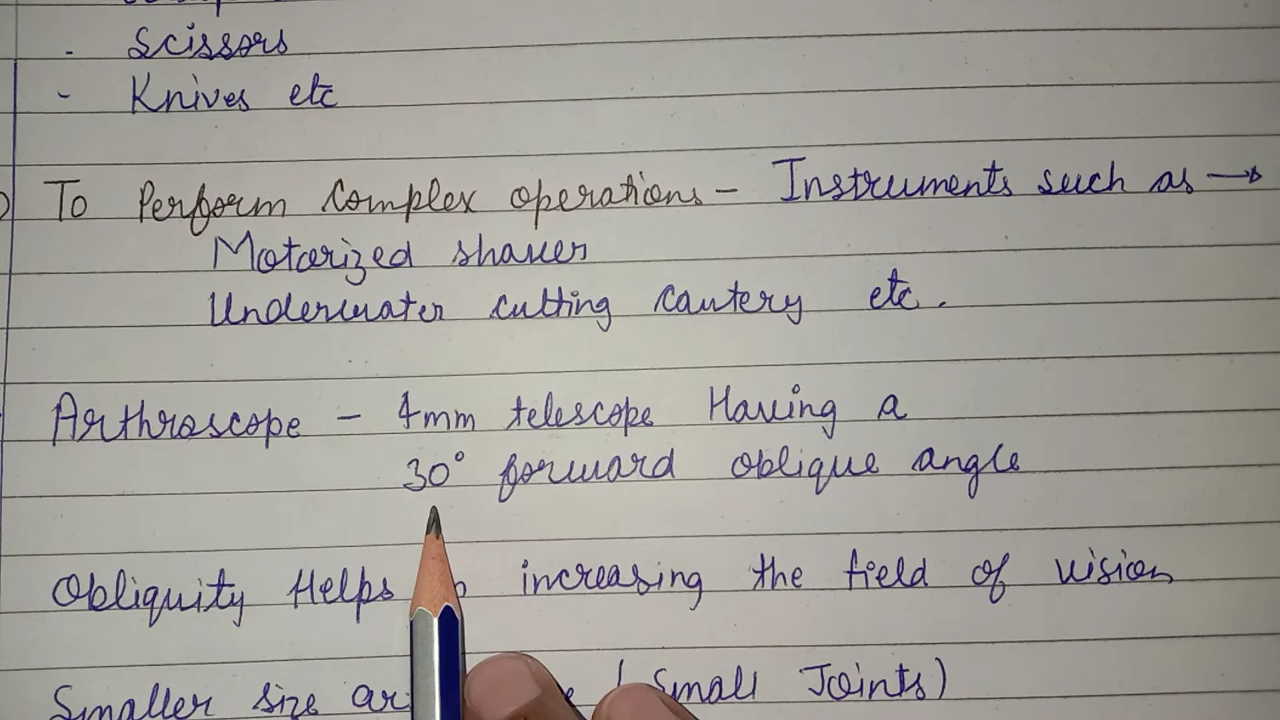 - Scissors
- Knives etc
To Perform Complex operations - Instruments such as →
Motorized shaver
Underwater cutting cautery etc.
Arthroscope - 4mm telescope Having a
30° forward oblique angle
Obliquity Helps increasing the field of vision
Smaller size (Small Joints)